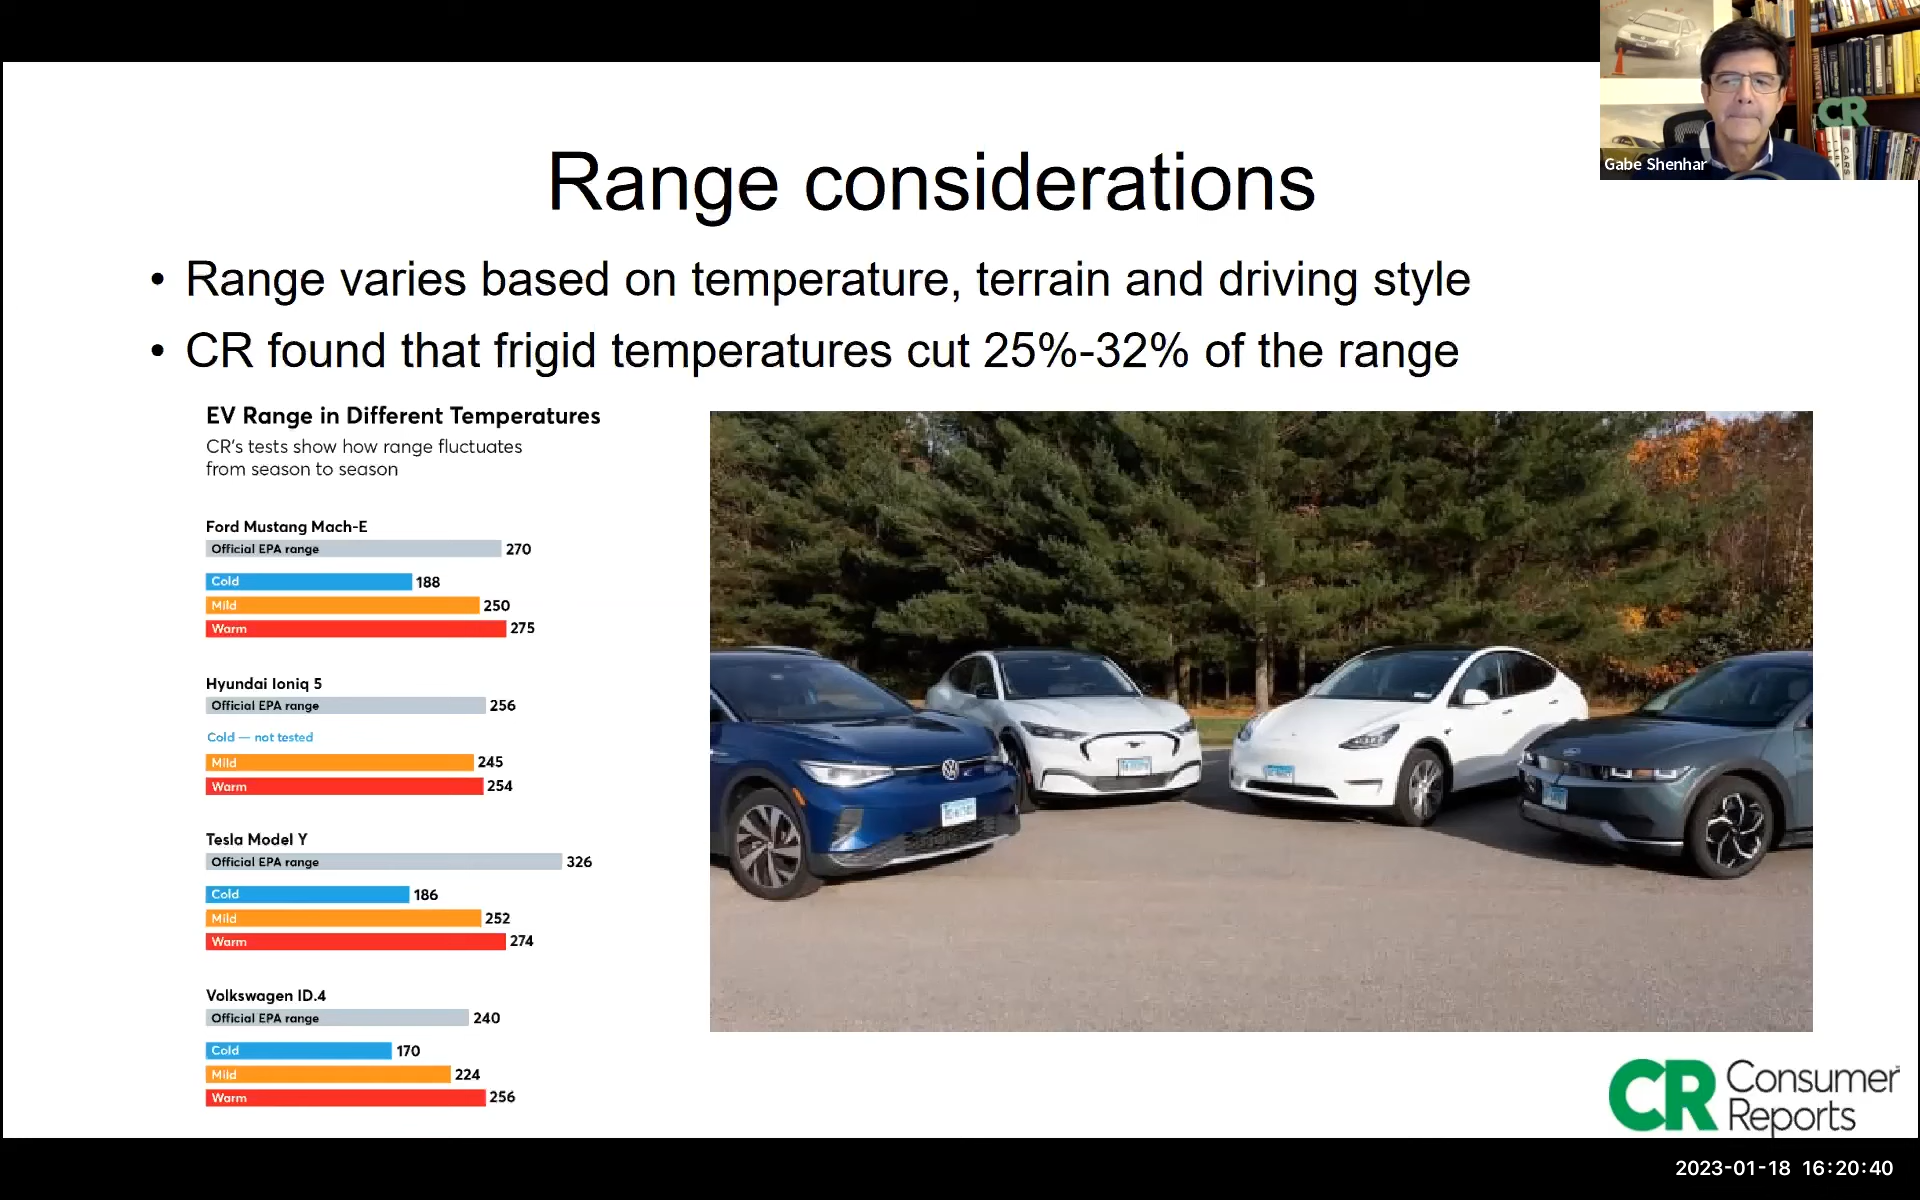 Gabe Shenhar
CR
CARS
Range considerations
• Range varies based on temperature, terrain and driving style
• CR found that frigid temperatures cut 25%-32% of the range
EV Range in Different Temperatures
CR's tests show how range fluctuates
from season to season
Ford Mustang Mach-E
Official EPA range 270
Cold 188
Mild 250
Warm 275
Hyundai Ioniq 5
Official EPA range 256
Cold — not tested
Mild 245
Warm 254
Tesla Model Y
Official EPA range 326
Cold 186
Mild 252
Warm 274
Volkswagen ID.4
Official EPA range 240
Cold 170
Mild 224
Warm 256
CR Consumer
Reports
2023-01-18 16:20:40